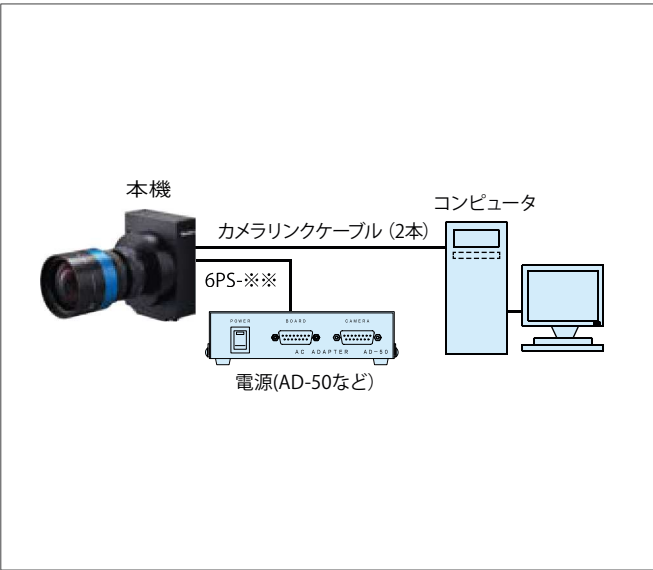 本機
コンピュータ
カメラリンクケーブル (2本)
6PS-※※
POWER BOARD CAMERA
AC ADAPTER AD-50
電源(AD-50など)